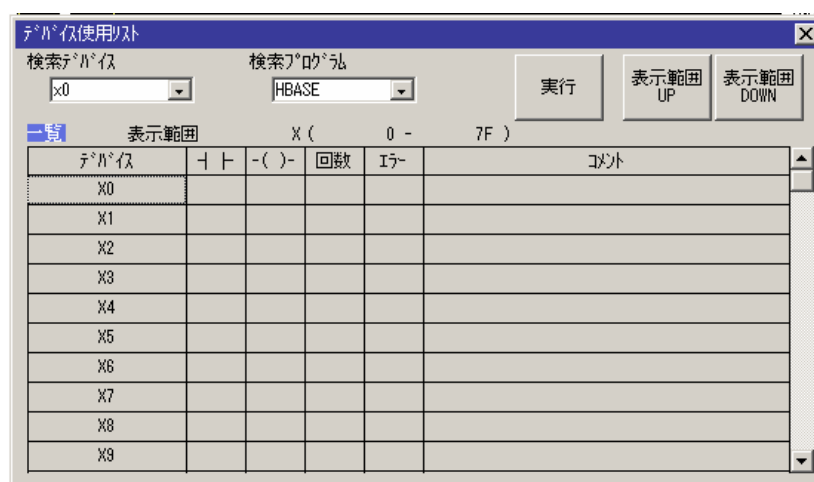 ﾃﾞﾊﾞｲｽ使用ﾘｽﾄ
検索ﾃﾞﾊﾞｲｽ 検索ﾌﾟﾛｸﾞﾗﾑ
x0 HBASE 実行 表示範囲 UP 表示範囲 DOWN
一覧 表示範囲 X ( 0 - 7F )
ﾃﾞﾊﾞｲｽ ┤ ├ -( )- 回数 ｴﾗｰ ｺﾒﾝﾄ
X0
X1
X2
X3
X4
X5
X6
X7
X8
X9